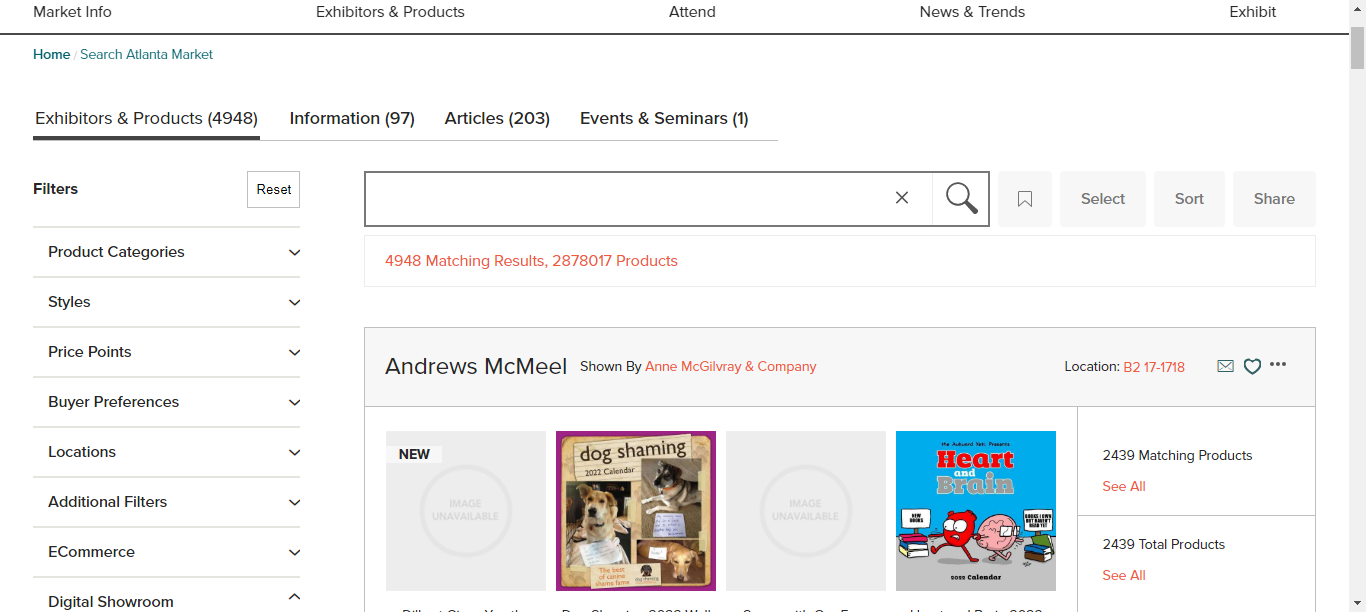 Market Info
Exhibitors & Products
Attend
News & Trends
Exhibit
Home / Search Atlanta Market
Exhibitors & Products (4948)
Information (97)
Articles (203)
Events & Seminars (1)
Filters
Reset
Product Categories
Styles
Price Points
Buyer Preferences
Locations
Additional Filters
ECommerce
Digital Showroom
Select
Sort
Share
4948 Matching Results, 2878017 Products
Andrews McMeel
Shown By Anne McGilvray & Company
Location: B2 17-1718
NEW
IMAGE
UNAVAILABLE
dog shaming
2022 Calendar
The best
of canine
shame fame
dog shaming
IMAGE
UNAVAILABLE
the Awkward Yeti Presents
Heart
and
Brain
NEW
BOOKS
BOOKS I OWN
BUT HAVEN'T
READ YET
2022 Calendar
2439 Matching Products
See All
2439 Total Products
See All